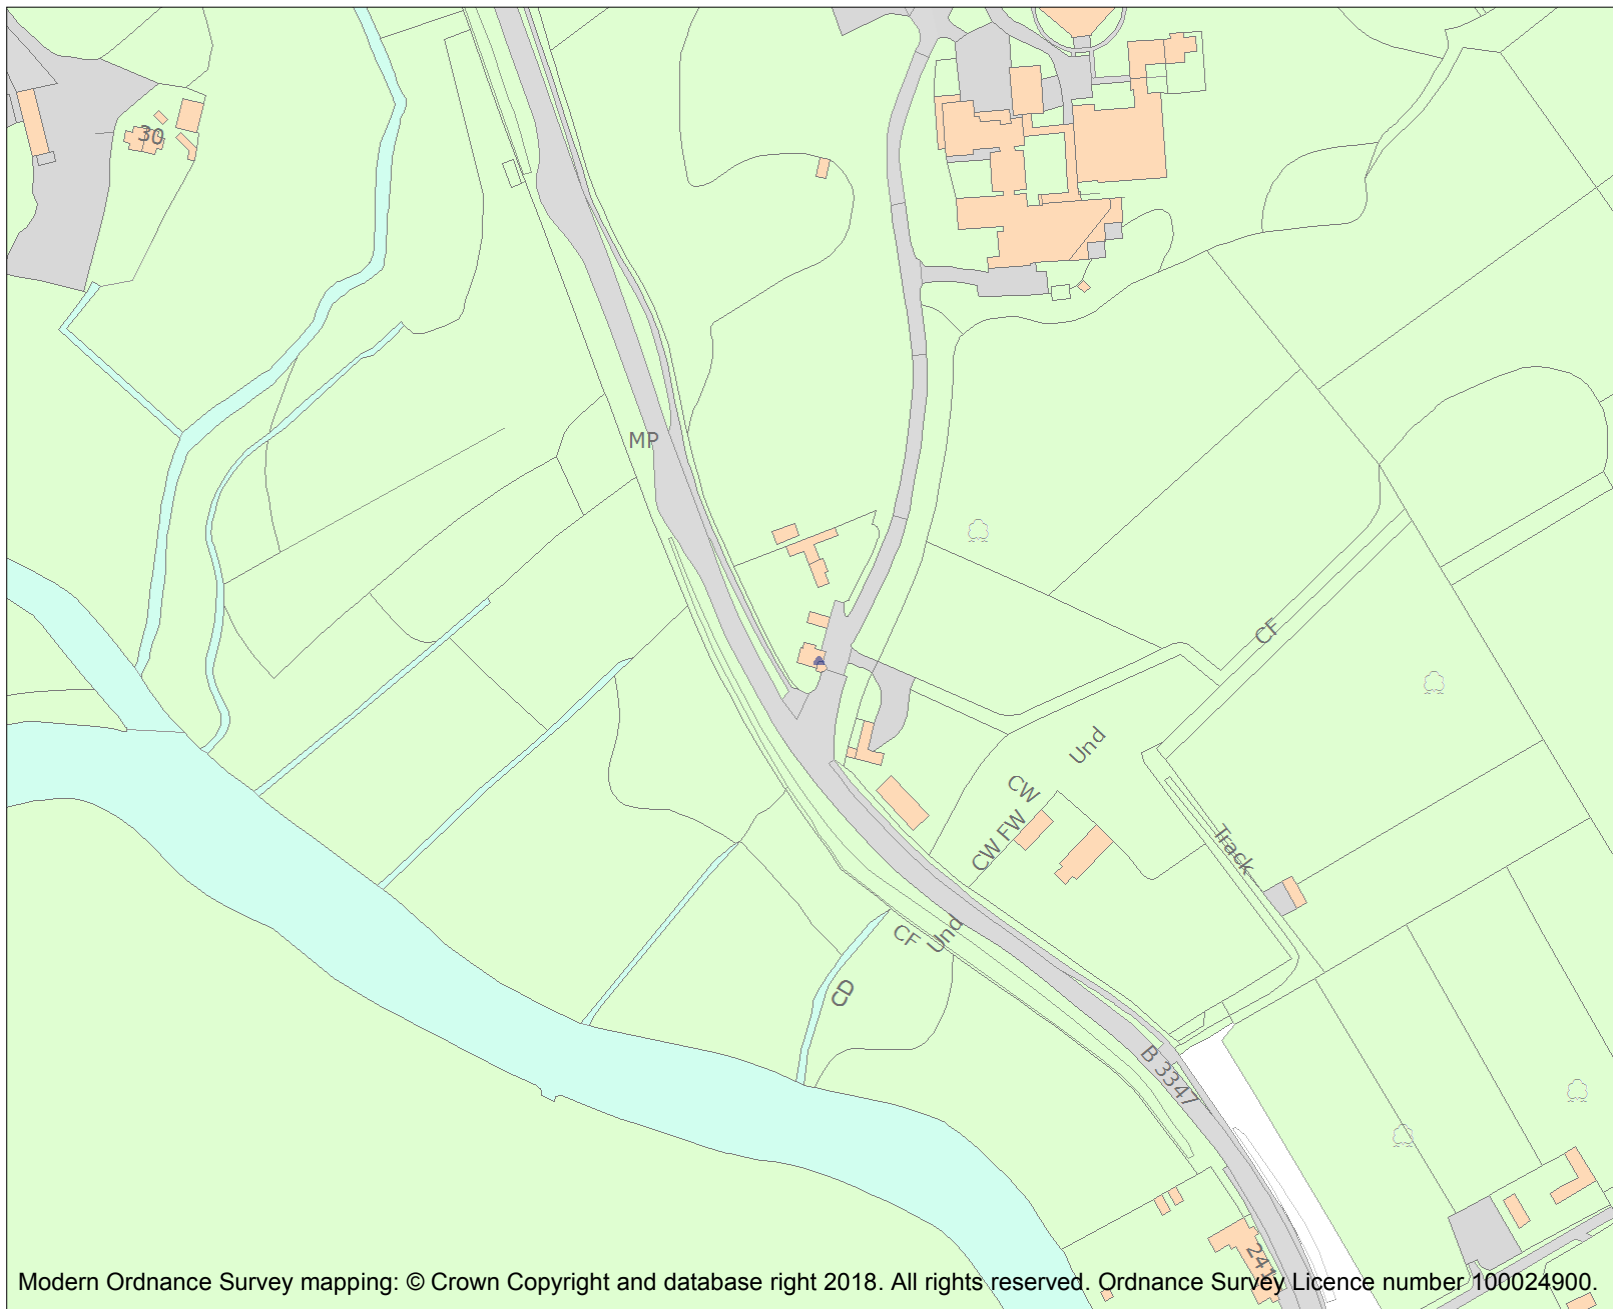 30
MP
CF
Und
CW
CW FW
Track
CF
Und
CD
B 3347
241
Modern Ordnance Survey mapping: © Crown Copyright and database right 2018. All rights reserved. Ordnance Survey Licence number 100024900.